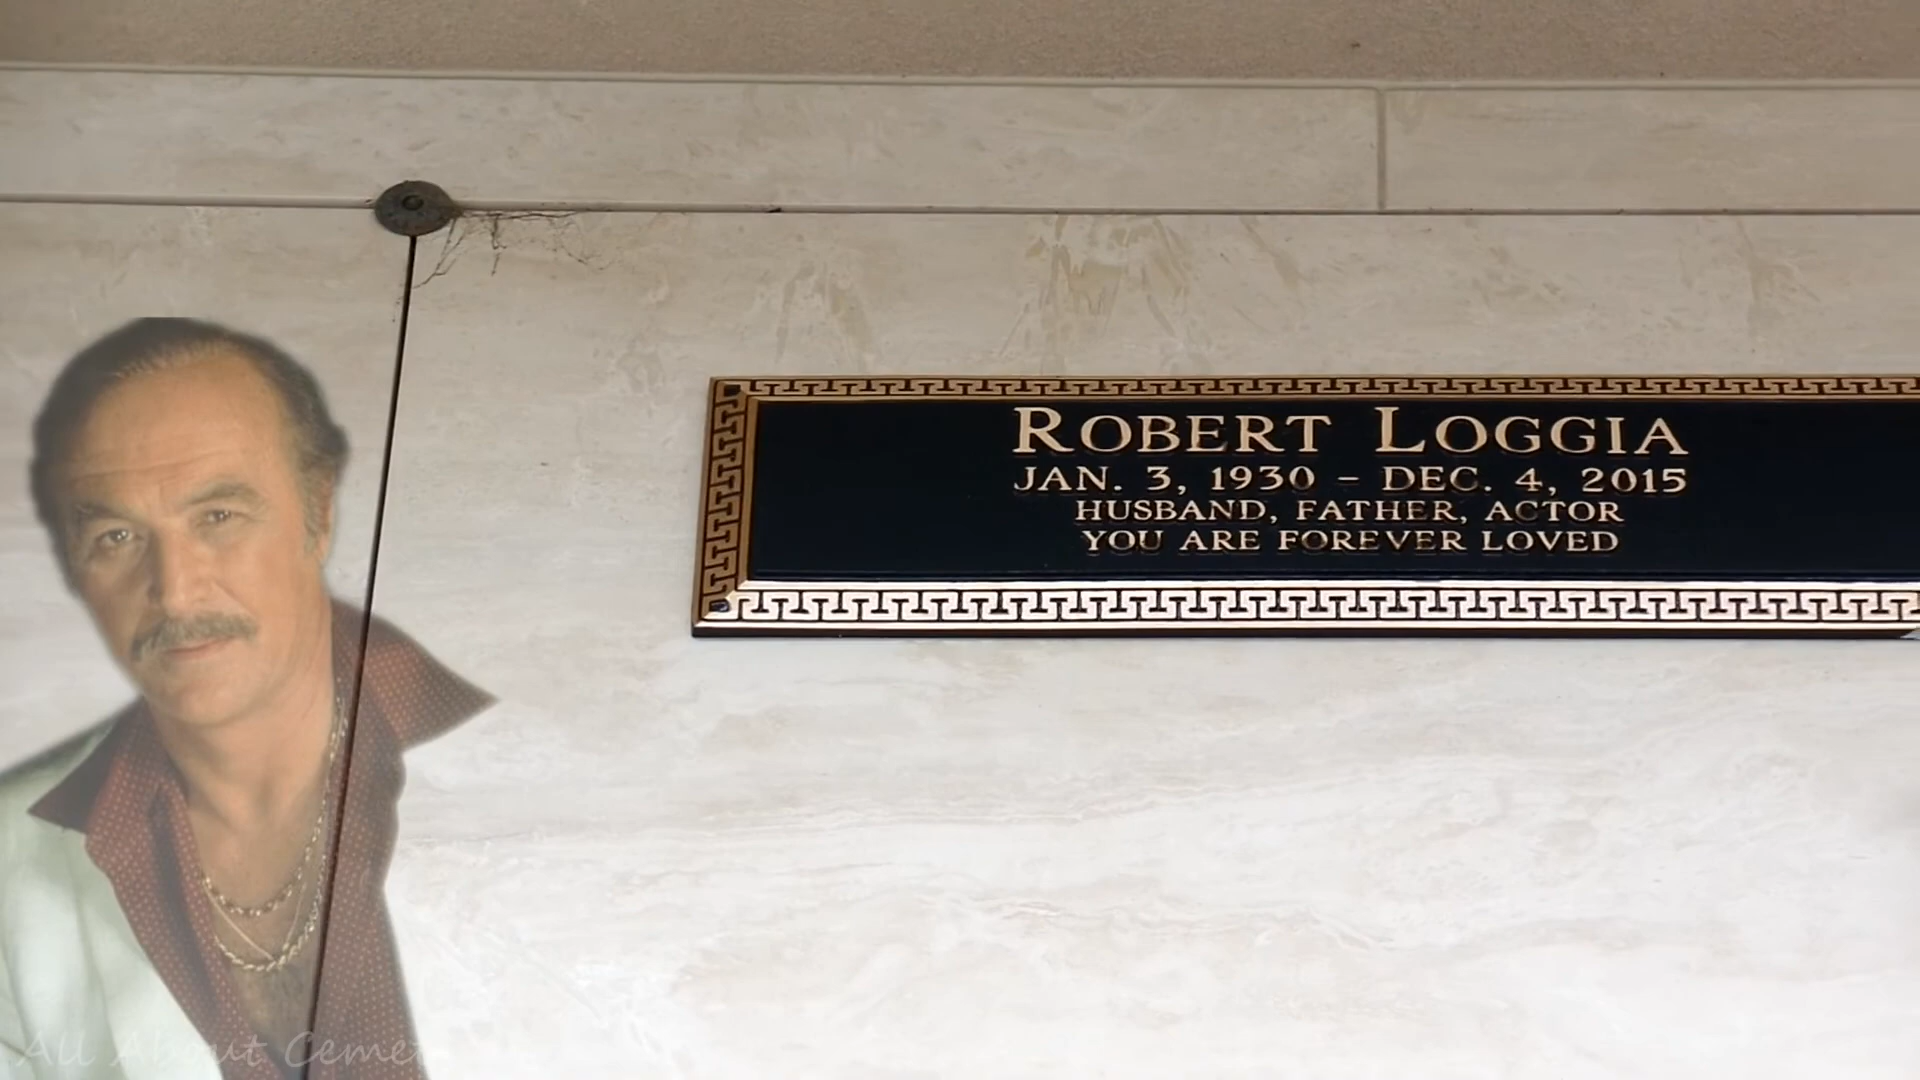 ROBERT LOGGIA
JAN. 3, 1930 – DEC. 4, 2015
HUSBAND, FATHER, ACTOR
YOU ARE FOREVER LOVED
All About Cemet